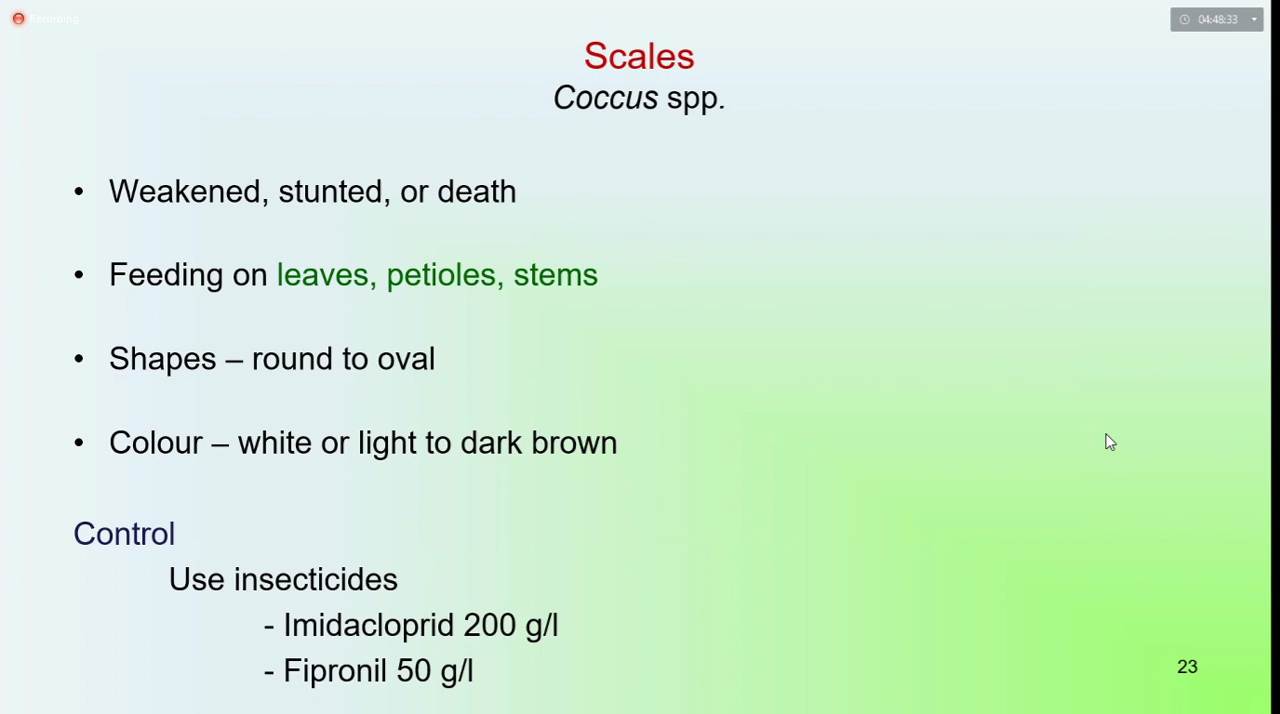 Recording
04:48:33
Scales
Coccus spp.
• Weakened, stunted, or death
• Feeding on leaves, petioles, stems
• Shapes – round to oval
• Colour – white or light to dark brown
Control
Use insecticides
- Imidacloprid 200 g/l
- Fipronil 50 g/l
23